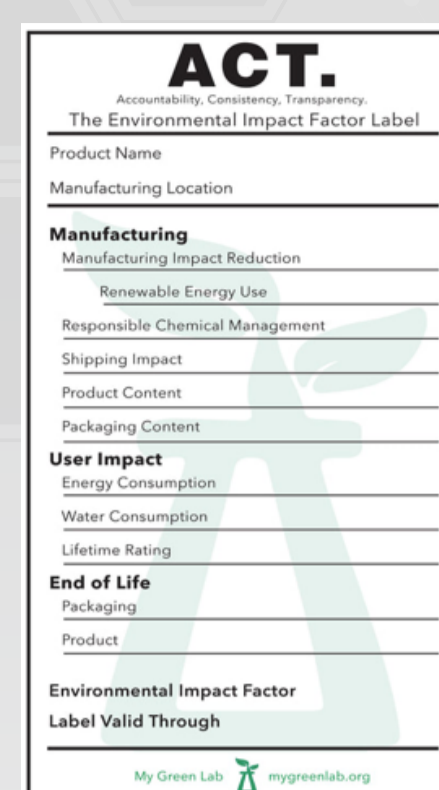 ACT.
Accountability, Consistency, Transparency.
The Environmental Impact Factor Label
Product Name
Manufacturing Location
Manufacturing
Manufacturing Impact Reduction
Renewable Energy Use
Responsible Chemical Management
Shipping Impact
Product Content
Packaging Content
User Impact
Energy Consumption
Water Consumption
Lifetime Rating
End of Life
Packaging
Product
Environmental Impact Factor
Label Valid Through
My Green Lab mygreenlab.org